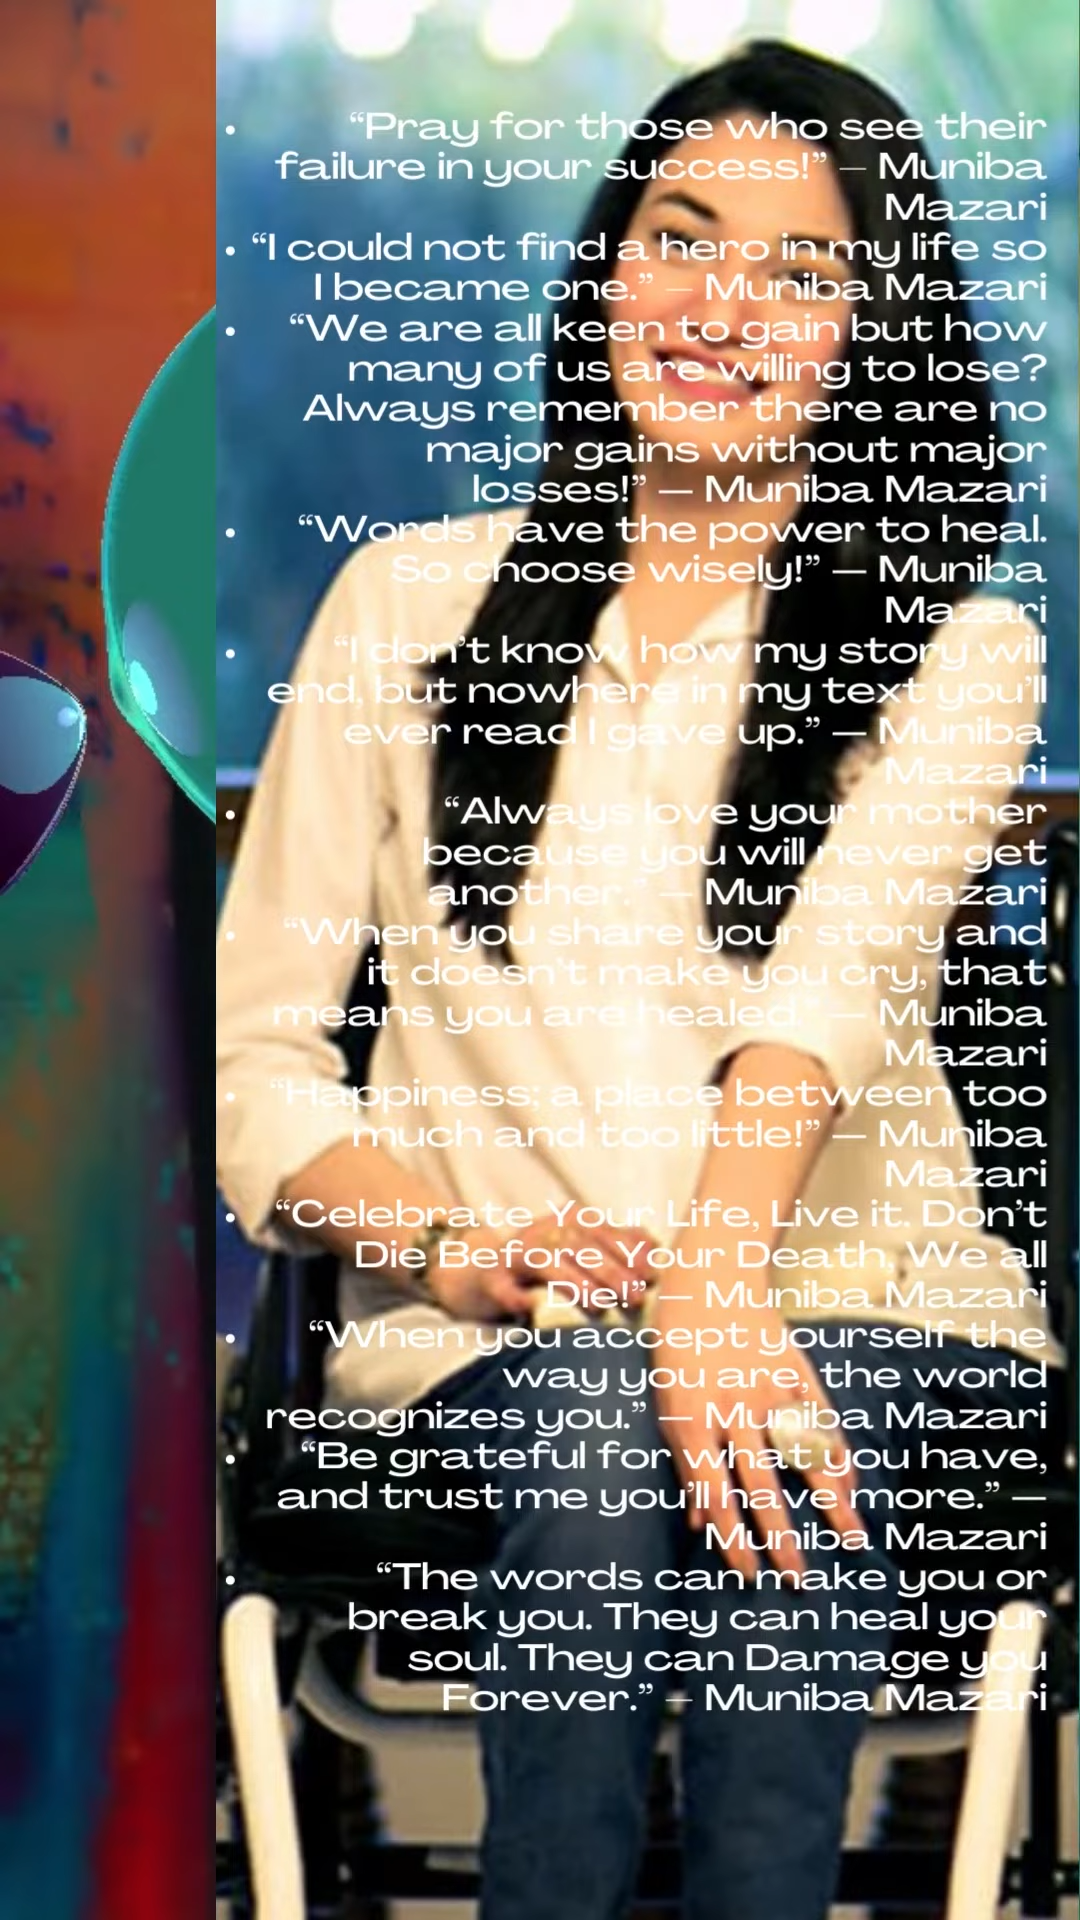 • “Pray for those who see their
failure in your success!” — Muniba
Mazari
• “I could not find a hero in my life so
I became one.” — Muniba Mazari
• “We are all keen to gain but how
many of us are willing to lose?
Always remember there are no
major gains without major
losses!” — Muniba Mazari
• “Words have the power to heal.
So choose wisely!” — Muniba
Mazari
• “I don’t know how my story will
end, but nowhere in my text you’ll
ever read I gave up.” — Muniba
Mazari
• “Always love your mother
because you will never get
another.” — Muniba Mazari
• “When you share your story and
it doesn’t make you cry, that
means you are healed.” — Muniba
Mazari
• “Happiness; a place between too
much and too little!” — Muniba
Mazari
• “Celebrate Your Life, Live it. Don’t
Die Before Your Death, We all
Die!” — Muniba Mazari
• “When you accept yourself the
way you are, the world
recognizes you.” — Muniba Mazari
• “Be grateful for what you have,
and trust me you’ll have more.” —
Muniba Mazari
• “The words can make you or
break you. They can heal your
soul. They can Damage you
Forever.” — Muniba Mazari